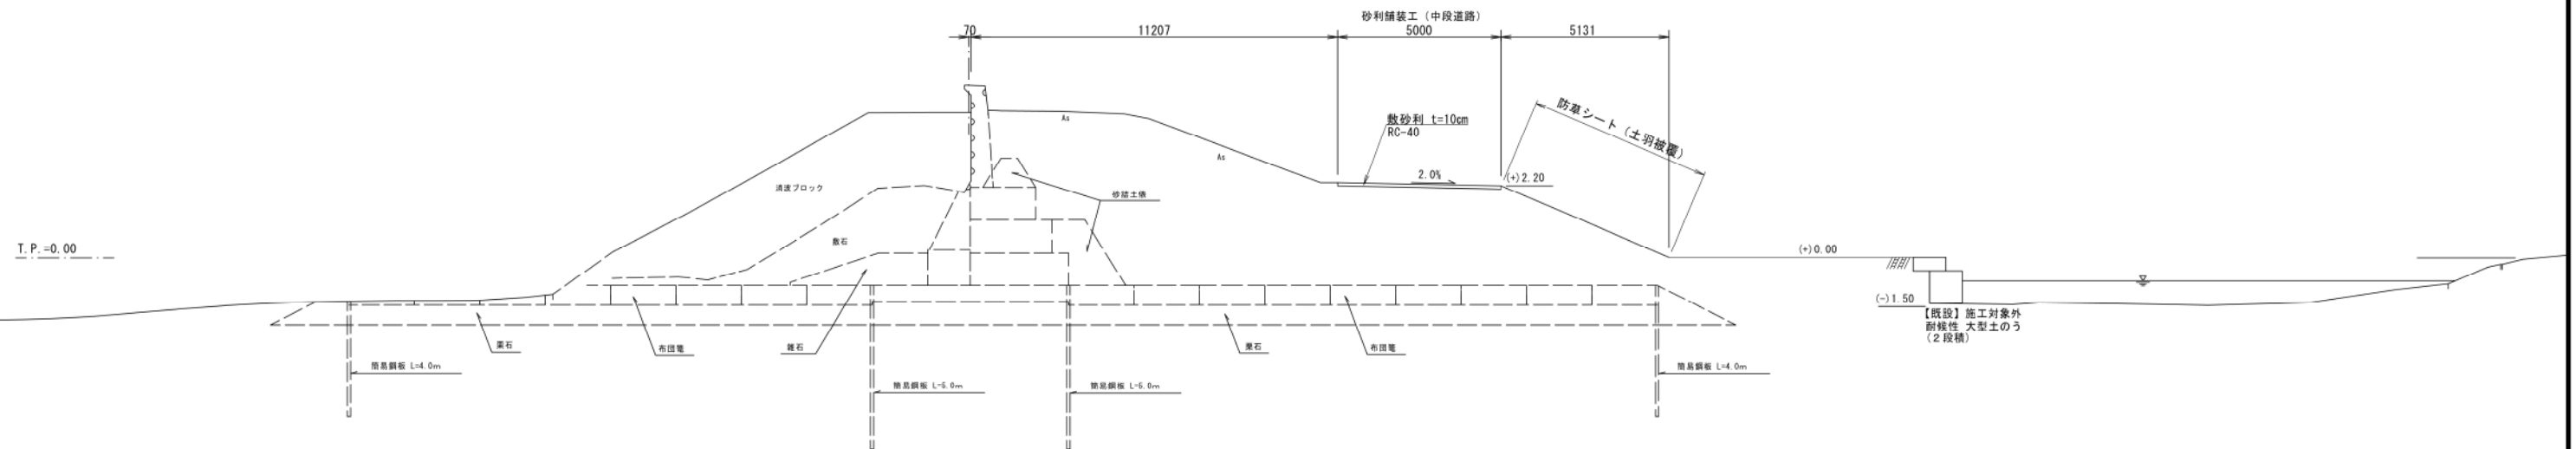 砂利舗装工（中段道路）
70
11207
5000
5131
防草シート（土羽被覆）
敷砂利 t=10cm
RC-40
As
As
2.0%
(+)2.20
消波ブロック
砂詰土俵
敷石
T.P.=0.00
(+)0.00
(-)1.50
【既設】施工対象外
耐候性 大型土のう
（２段積）
栗石
布団篭
雑石
栗石
布団篭
簡易鋼板 L=4.0m
簡易鋼板 L=4.0m